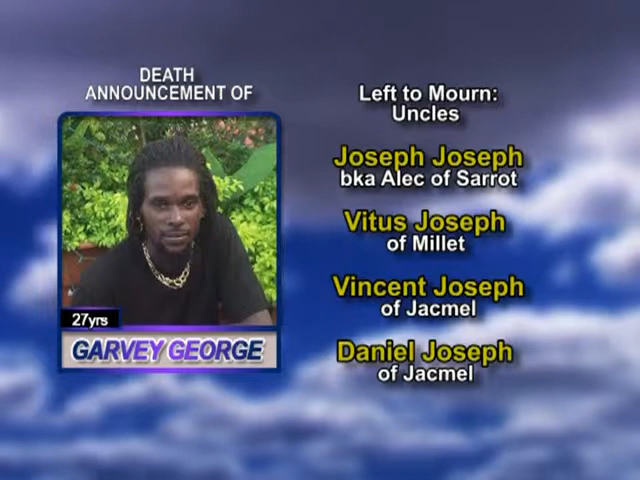 DEATH
ANNOUNCEMENT OF
27yrs
GARVEY GEORGE
Left to Mourn:
Uncles
Joseph Joseph
bka Alec of Sarrot
Vitus Joseph
of Millet
Vincent Joseph
of Jacmel
Daniel Joseph
of Jacmel